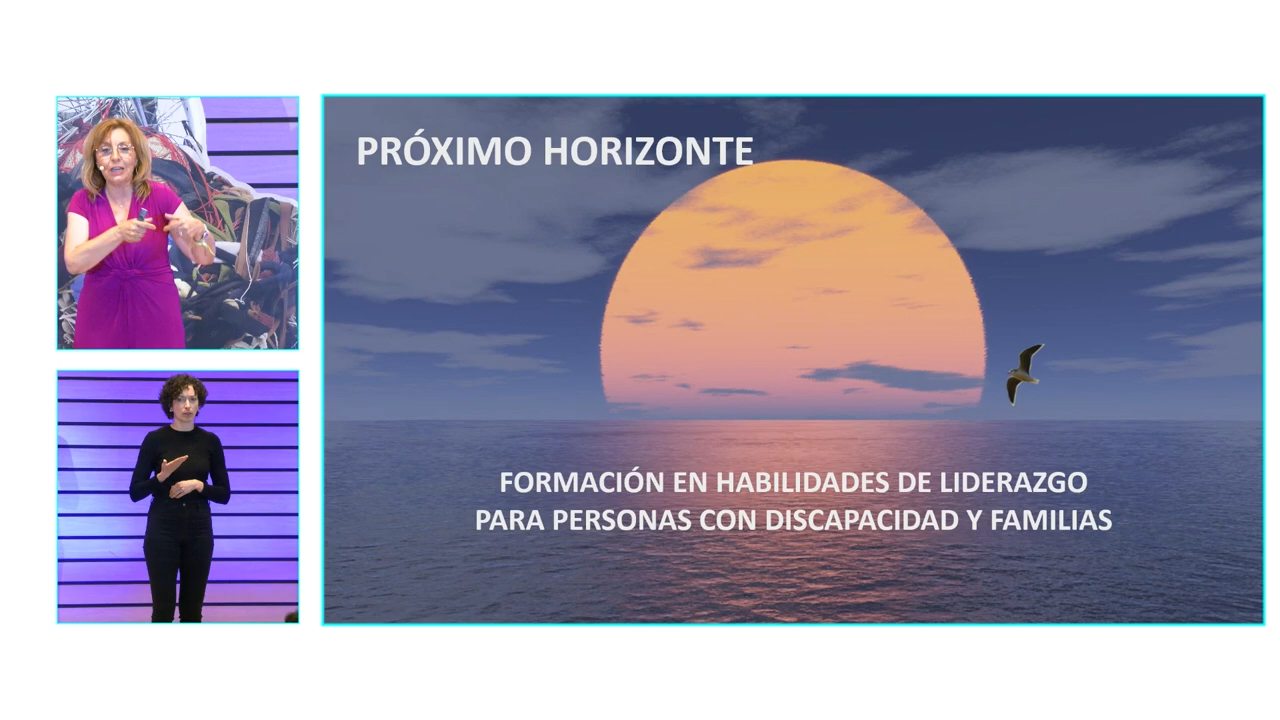 PRÓXIMO HORIZONTE
FORMACIÓN EN HABILIDADES DE LIDERAZGO
PARA PERSONAS CON DISCAPACIDAD Y FAMILIAS